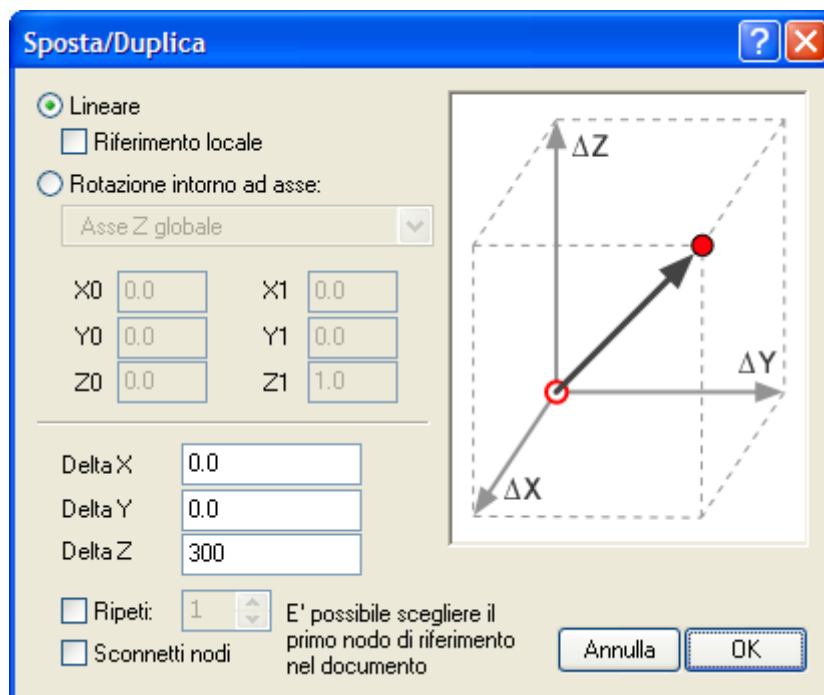 Sposta/Duplica
Lineare
Riferimento locale
Rotazione intorno ad asse:
Asse Z globale
X0 0.0 X1 0.0
Y0 0.0 Y1 0.0
Z0 0.0 Z1 1.0
Delta X 0.0
Delta Y 0.0
Delta Z 300
Ripeti: 1
Sconnetti nodi
E' possibile scegliere il
primo nodo di riferimento
nel documento
Annulla OK
ΔZ
ΔY
ΔX